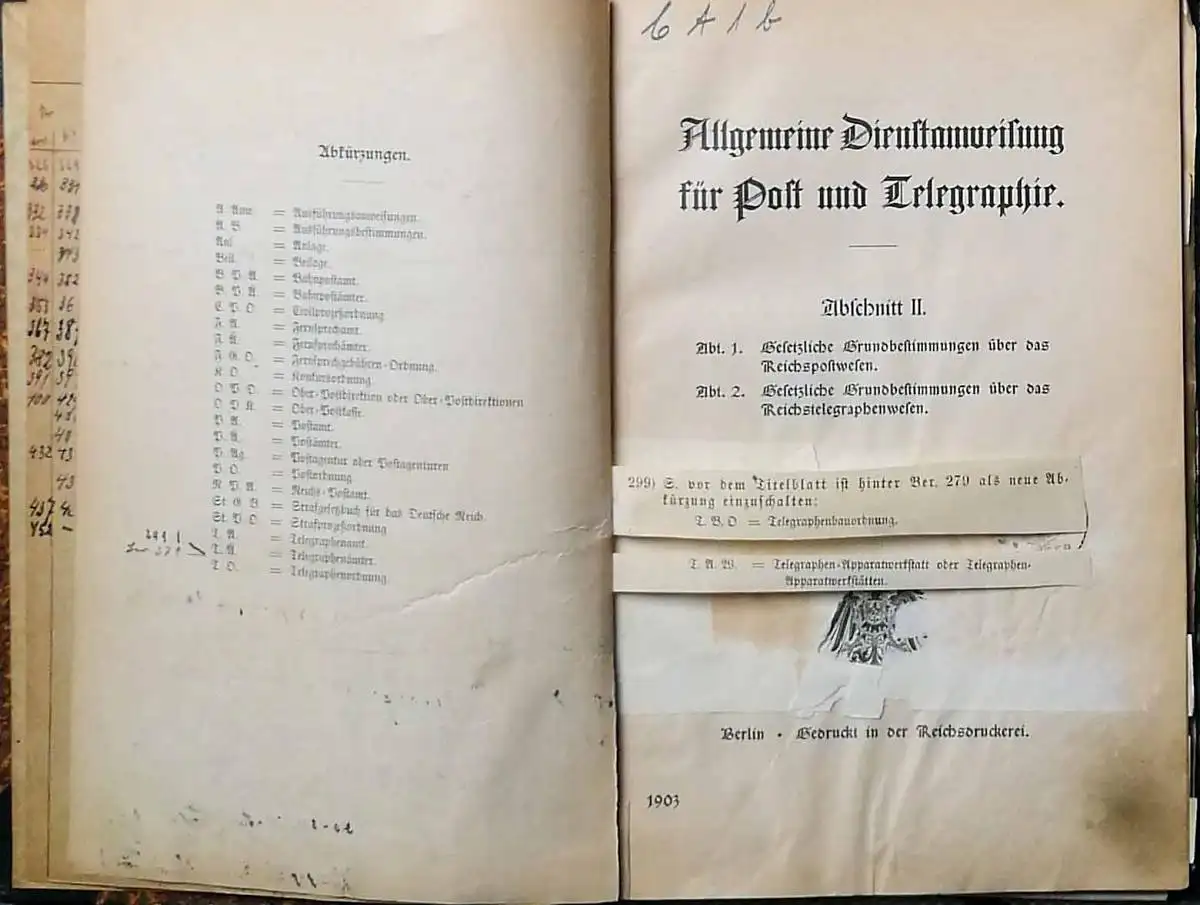 Abkürzungen.
A. Anw. = Ausführungsanweisungen.
A. B. = Ausführungsbestimmungen.
Anl. = Anlage.
Beil. = Beilage.
B. P. A. = Bahnpostamt.
B. P. Ä. = Bahnpostämter.
C. P. O. = Civilprozeßordnung
F. A. = Fernsprechamt.
F. Ä. = Fernsprechämter.
F. G. O. = Fernsprechgebühren-Ordnung.
K. O. = Konkursordnung.
O. P. D. = Ober-Postdirektion oder Ober-Postdirektionen
O. P. K. = Ober-Postkasse.
P. A. = Postamt.
P. Ä. = Postämter.
P. Ag. = Postagentur oder Postagenturen
P. O. = Postordnung
R. P. A. = Reichs-Postamt.
St. G. B. = Strafgesetzbuch für das Deutsche Reich.
St. P. O. = Strafprozeßordnung
T. A. = Telegraphenamt.
T. Ä. = Telegraphenämter.
T. O. = Telegraphenordnung.
C A 1 b
Allgemeine Dienstanweisung
für Post und Telegraphie.
Abschnitt II.
Abt. 1. Gesetzliche Grundbestimmungen über das
Reichspostwesen.
Abt. 2. Gesetzliche Grundbestimmungen über das
Reichstelegraphenwesen.
299) S. vor dem Titelblatt ist hinter Ber. 279 als neue Ab-
kürzung einzuschalten:
T. B. O = Telegraphenbauordnung.
T. A. W. = Telegraphen-Apparatwerkstatt oder Telegraphen-
Apparatwerkstätten.
Berlin · Gedruckt in der Reichsdruckerei.
1903